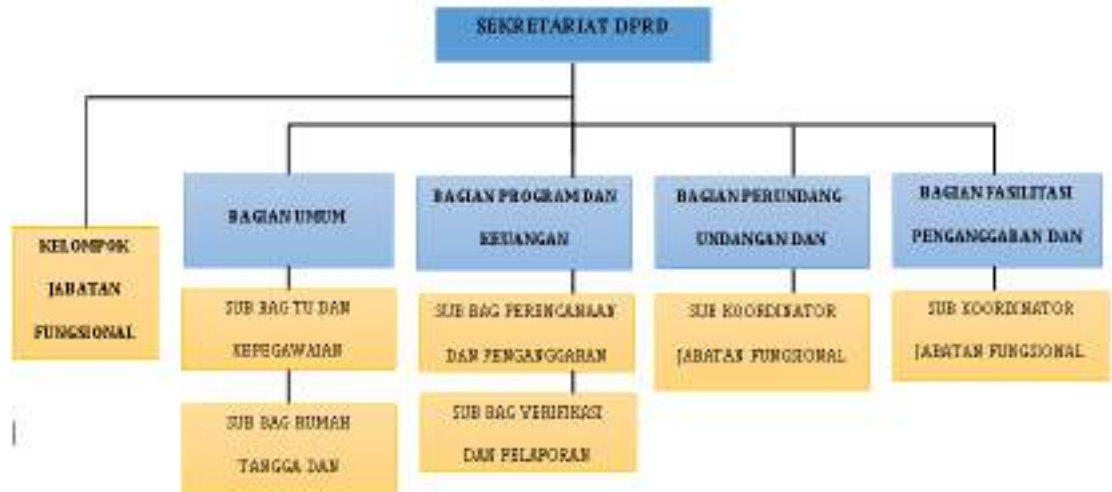 SEKRETARIAT DPRD
KELOMPOK
JABATAN
FUNGSIONAL
BAGIAN UMUM
SUB BAG TU DAN
KEPEGAWAIAN
SUB BAG RUMAH
TANGGA DAN
BAGIAN PROGRAM DAN
KEUANGAN
SUB BAG PERENCANAAN
DAN PENGANGGARAN
SUB BAG VERIFIKASI
DAN PELAPORAN
BAGIAN PERUNDANG-
UNDANGAN DAN
SUB KOORDINATOR
JABATAN FUNGSIONAL
BAGIAN FASILITASI
PENGANGGARAN DAN
SUB KOORDINATOR
JABATAN FUNGSIONAL